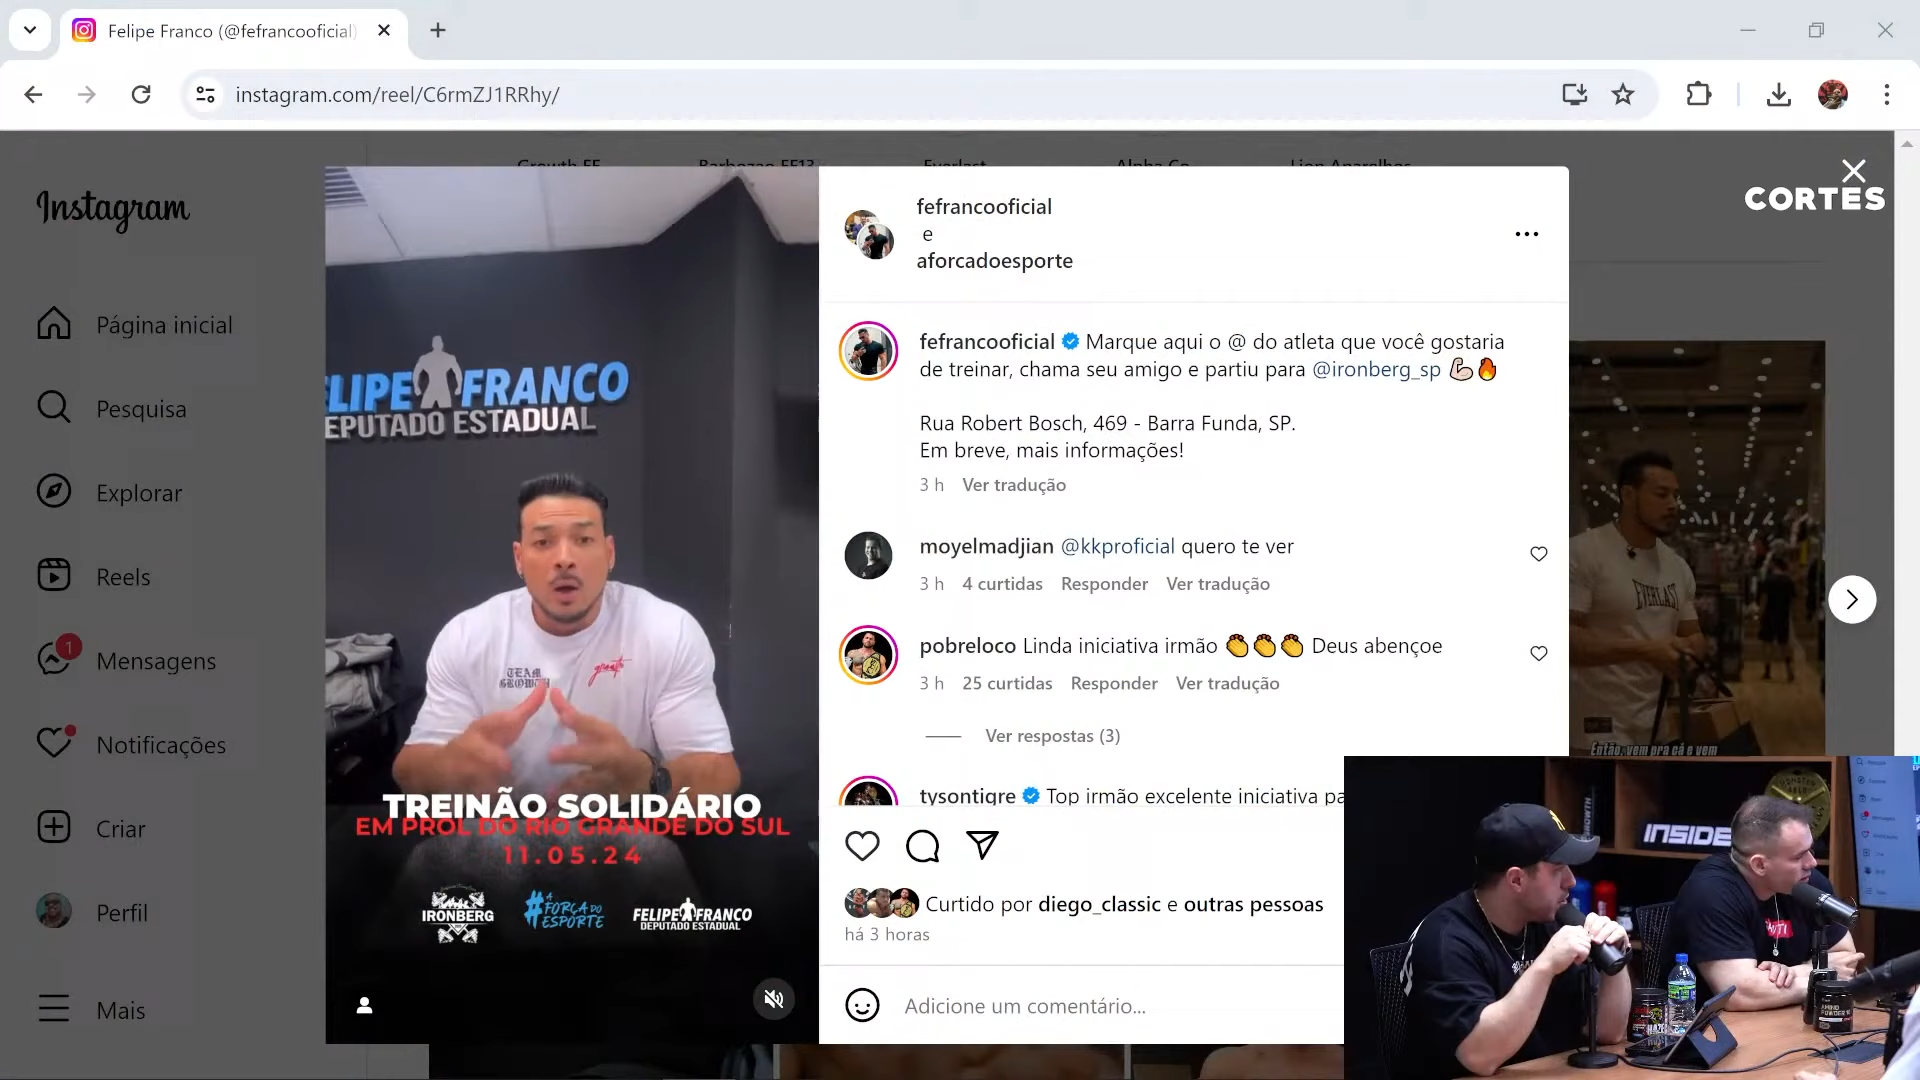 Felipe Franco (@fefrancooficial)
instagram.com/reel/C6rmZJ1RRhy/
Growth FF
Barbozao FF13
Everlast
Alpha Co
Lion Aparelhos
CORTES
Instagram
Página inicial
Pesquisa
Explorar
Reels
1
Mensagens
Notificações
Criar
Perfil
Mais
ELIPE FRANCO
EPUTADO ESTADUAL
TEAM
GROWTH
TREINÃO SOLIDÁRIO
EM PROL DO RIO GRANDE DO SUL
11.05.24
IRONBERG
#A FORÇA DO ESPORTE
FELIPE FRANCO
DEPUTADO ESTADUAL
fefrancooficial
e
aforcadoesporte
fefrancooficial Marque aqui o @ do atleta que você gostaria
de treinar, chama seu amigo e partiu para @ironberg_sp 💪🏻🔥
Rua Robert Bosch, 469 - Barra Funda, SP.
Em breve, mais informações!
3 h Ver tradução
moyelmadjian @kkproficial quero te ver
3 h 4 curtidas Responder Ver tradução
pobreloco Linda iniciativa irmão 👏👏👏 Deus abençoe
3 h 25 curtidas Responder Ver tradução
Ver respostas (3)
tysontigre Top irmão excelente iniciativa pa
Curtido por diego_classic e outras pessoas
há 3 horas
Adicione um comentário...
EVERLAST
Então, vem pra cá e vem
INSIDE